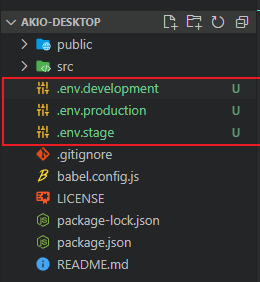 AKIO-DESKTOP
public
src
.env.development U
.env.production U
.env.stage U
.gitignore
babel.config.js
LICENSE
package-lock.json
package.json
README.md